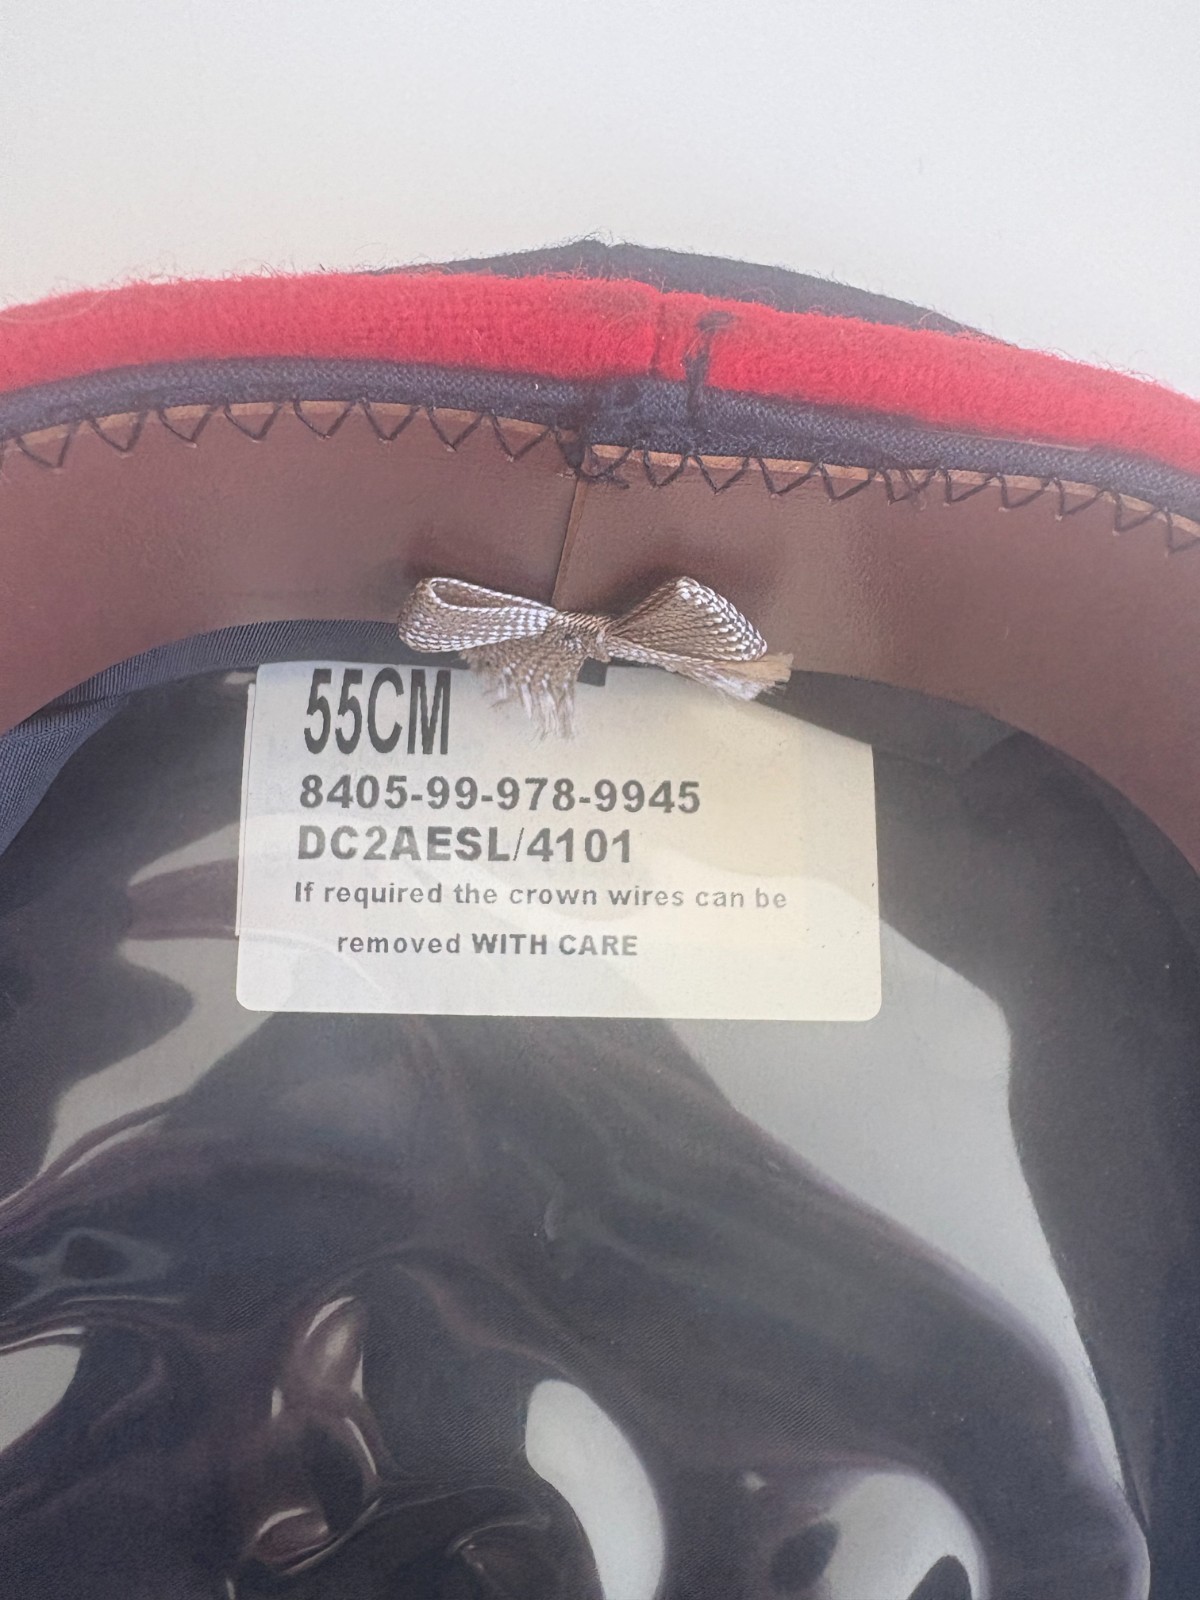 55CM
8405-99-978-9945
DC2AESL/4101
If required the crown wires can be
removed WITH CARE